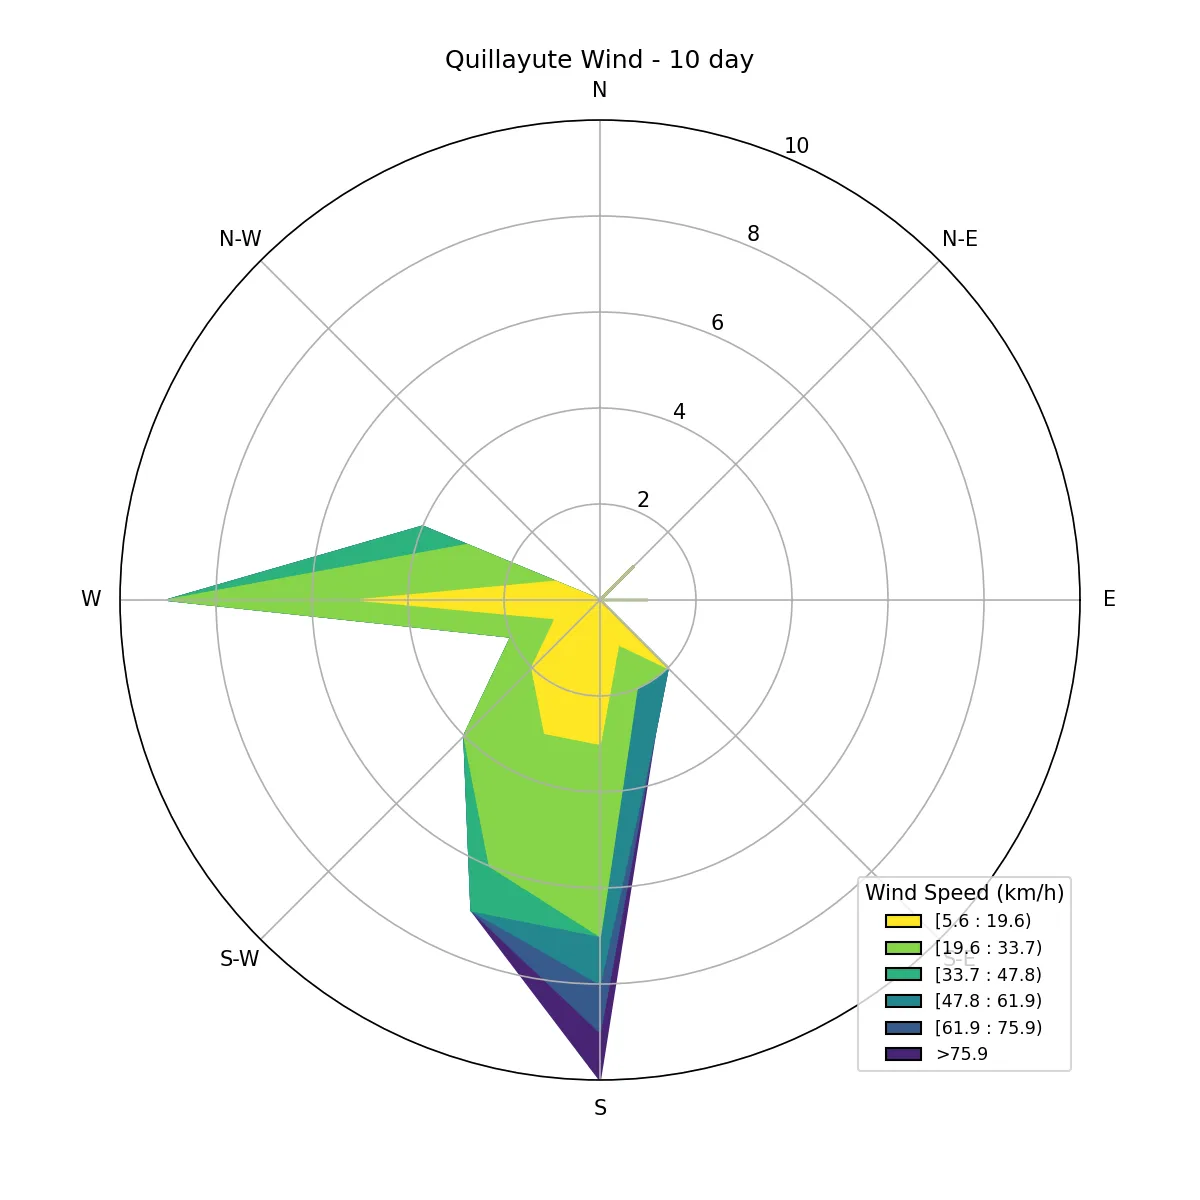 Quillayute Wind - 10 day
N
10
N-W
8
N-E
6
4
2
W
E
Wind Speed (km/h)
[5.6 : 19.6)
[19.6 : 33.7)
S-W
S-E
[33.7 : 47.8)
[47.8 : 61.9)
[61.9 : 75.9)
>75.9
S